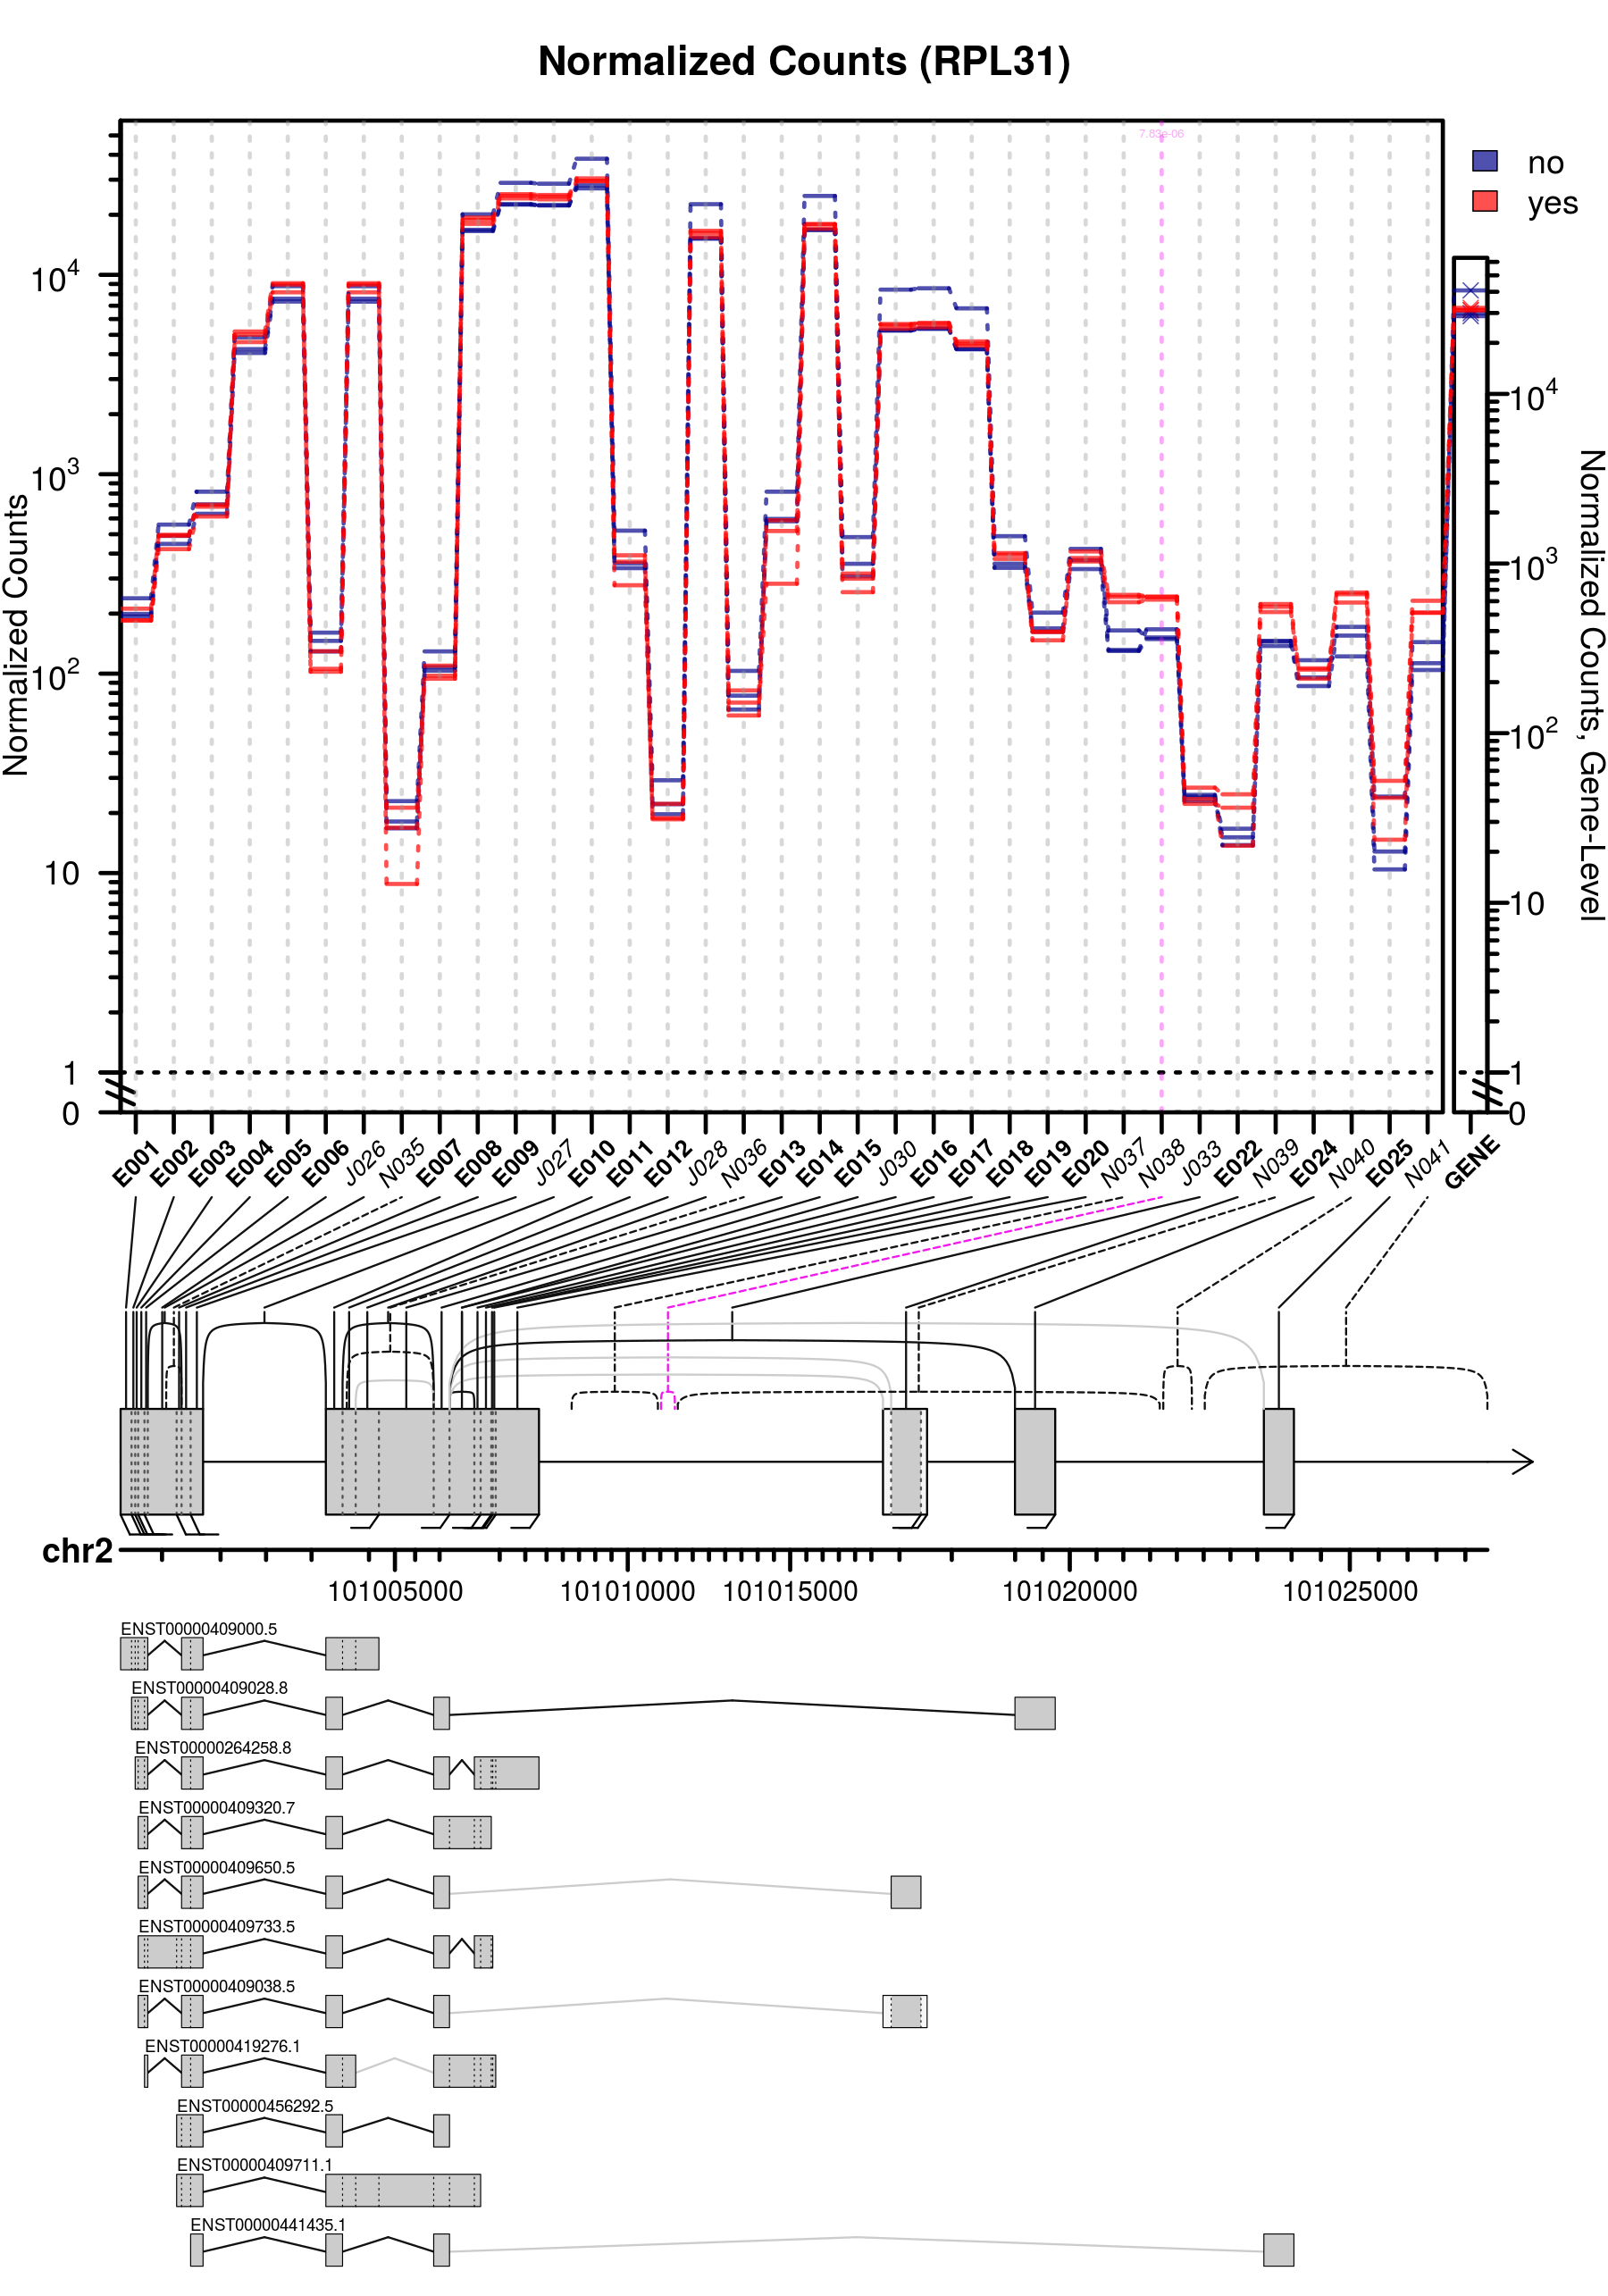 Normalized Counts (RPL31)
7.83e-06
no
yes
Normalized Counts
10^4
10^3
10^2
10
1
0
10^4
10^3
10^2
10
1
0
Normalized Counts, Gene-Level
E001 E002 E003 E004 E005 E006 J026 N035 E007 E008 E009 J027 E010 E011 E012 J028 N036 E013 E014 E015 J030 E016 E017 E018 E019 E020 N037 N038 J033 E022 N039 E024 N040 E025 N041 GENE
chr2
101005000 101010000 101015000 101020000 101025000
ENST00000409000.5
ENST00000409028.8
ENST00000264258.8
ENST00000409320.7
ENST00000409650.5
ENST00000409733.5
ENST00000409038.5
ENST00000419276.1
ENST00000456292.5
ENST00000409711.1
ENST00000441435.1